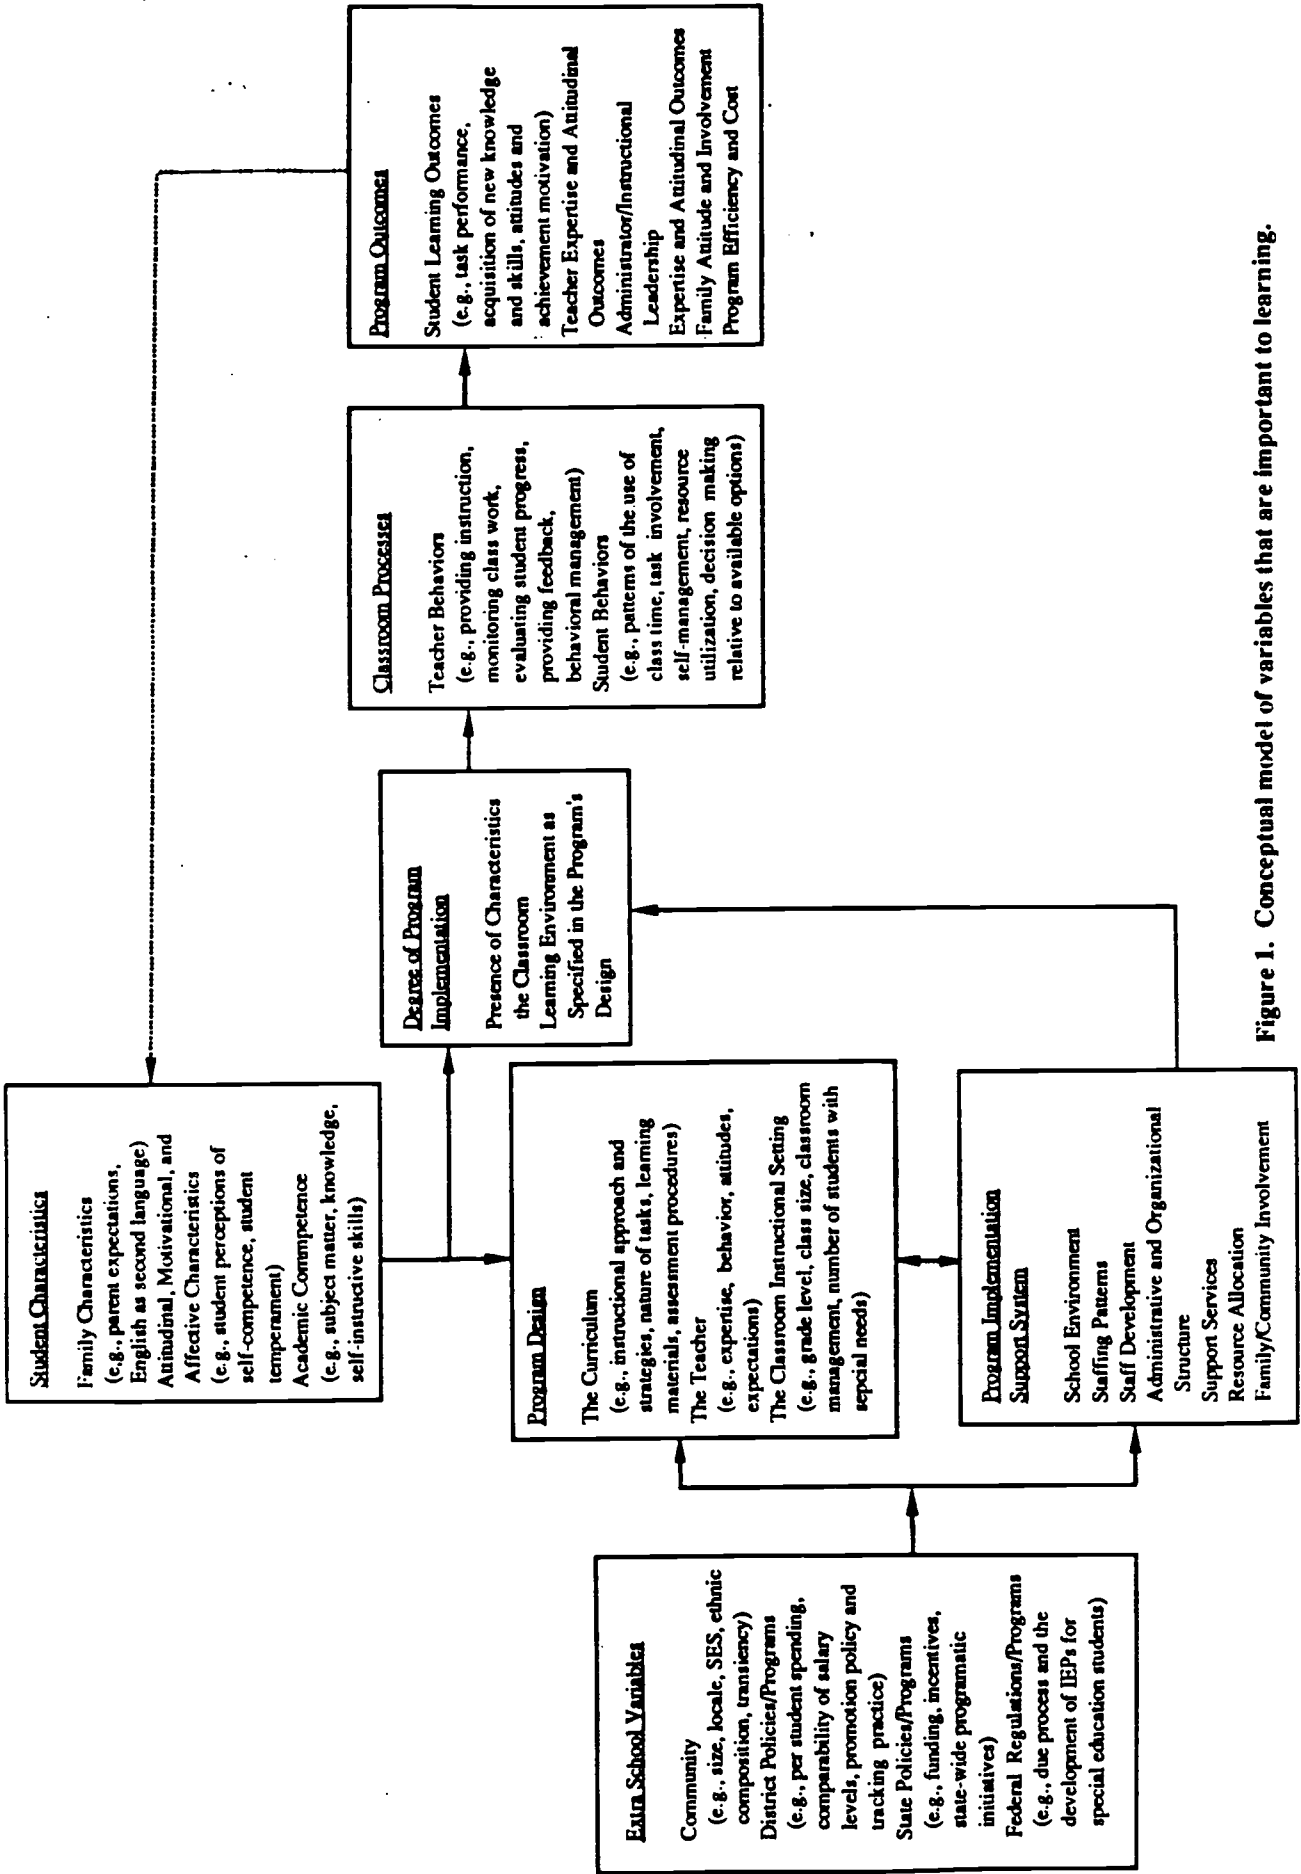 Extra School Variables
Community
(e.g., size, locale, SES, ethnic
composition, transiency)
District Policies/Programs
(e.g., per student spending,
comparability of salary
levels, promotion policy and
tracking practice)
State Policies/Programs
(e.g., funding, incentives,
state-wide programatic
initiatives)
Federal Regulations/Programs
(e.g., due process and the
development of IEPs for
special education students)
Student Characteristics
Family Characteristics
(e.g., parent expectations,
English as second language)
Attitudinal, Motivational, and
Affective Characteristics
(e.g., student perceptions of
self-competence, student
temperament)
Academic Commpetence
(e.g., subject matter, knowledge,
self-instructive skills)
Program Design
The Curriculum
(e.g., instructional approach and
strategies, nature of tasks, learning
materials, assessment procedures)
The Teacher
(e.g., expertise, behavior, attitudes,
expectations)
The Classroom Instructional Setting
(e.g., grade level, class size, classroom
management, number of students with
sepcial needs)
Program Implementation
Support System
School Environment
Staffing Patterns
Staff Development
Administrative and Organizational
Structure
Support Services
Resource Allocation
Family/Community Involvement
Degree of Program
Implementation
Presence of Characteristics
the Classroom
Learning Environment as
Specified in the Program's
Design
Classroom Processes
Teacher Behaviors
(e.g., providing instruction,
monitoring class work,
evaluating student progress,
providing feedback,
behavioral management)
Student Behaviors
(e.g., patterns of the use of
class time, task involvement,
self-management, resource
utilization, decision making
relative to available options)
Program Outcomes
Student Learning Outcomes
(e.g., task performance,
acquisition of new knowledge
and skills, attitudes and
achievement motivation)
Teacher Expertise and Attitudinal
Outcomes
Administrator/Instructional
Leadership
Expertise and Attitudinal Outcomes
Family Attitude and Involvement
Program Efficiency and Cost
Figure 1. Conceptual model of variables that are important to learning.